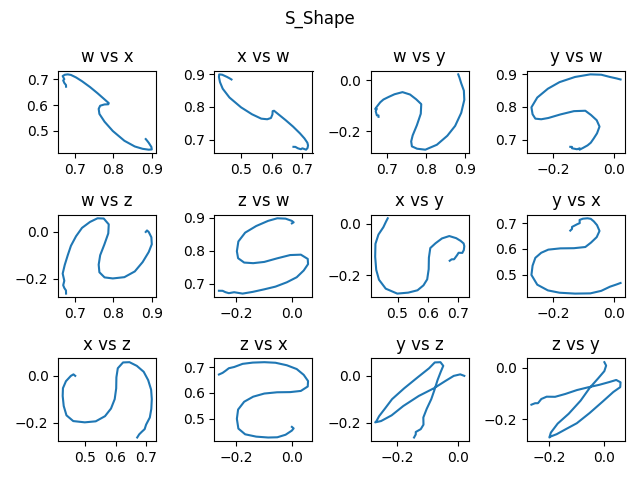 S_Shape
w vs x
x vs w
w vs y
y vs w
0.7
0.6
0.5
0.7 0.8 0.9
0.9
0.8
0.7
0.5 0.6 0.7
0.0
−0.2
0.7 0.8 0.9
0.9
0.8
0.7
−0.2 0.0
w vs z
z vs w
x vs y
y vs x
0.0
−0.2
0.7 0.8 0.9
0.9
0.8
0.7
−0.2 0.0
0.0
−0.2
0.5 0.6 0.7
0.7
0.6
0.5
−0.2 0.0
x vs z
z vs x
y vs z
z vs y
0.0
−0.2
0.5 0.6 0.7
0.7
0.6
0.5
−0.2 0.0
0.0
−0.2
−0.2 0.0
0.0
−0.2
−0.2 0.0